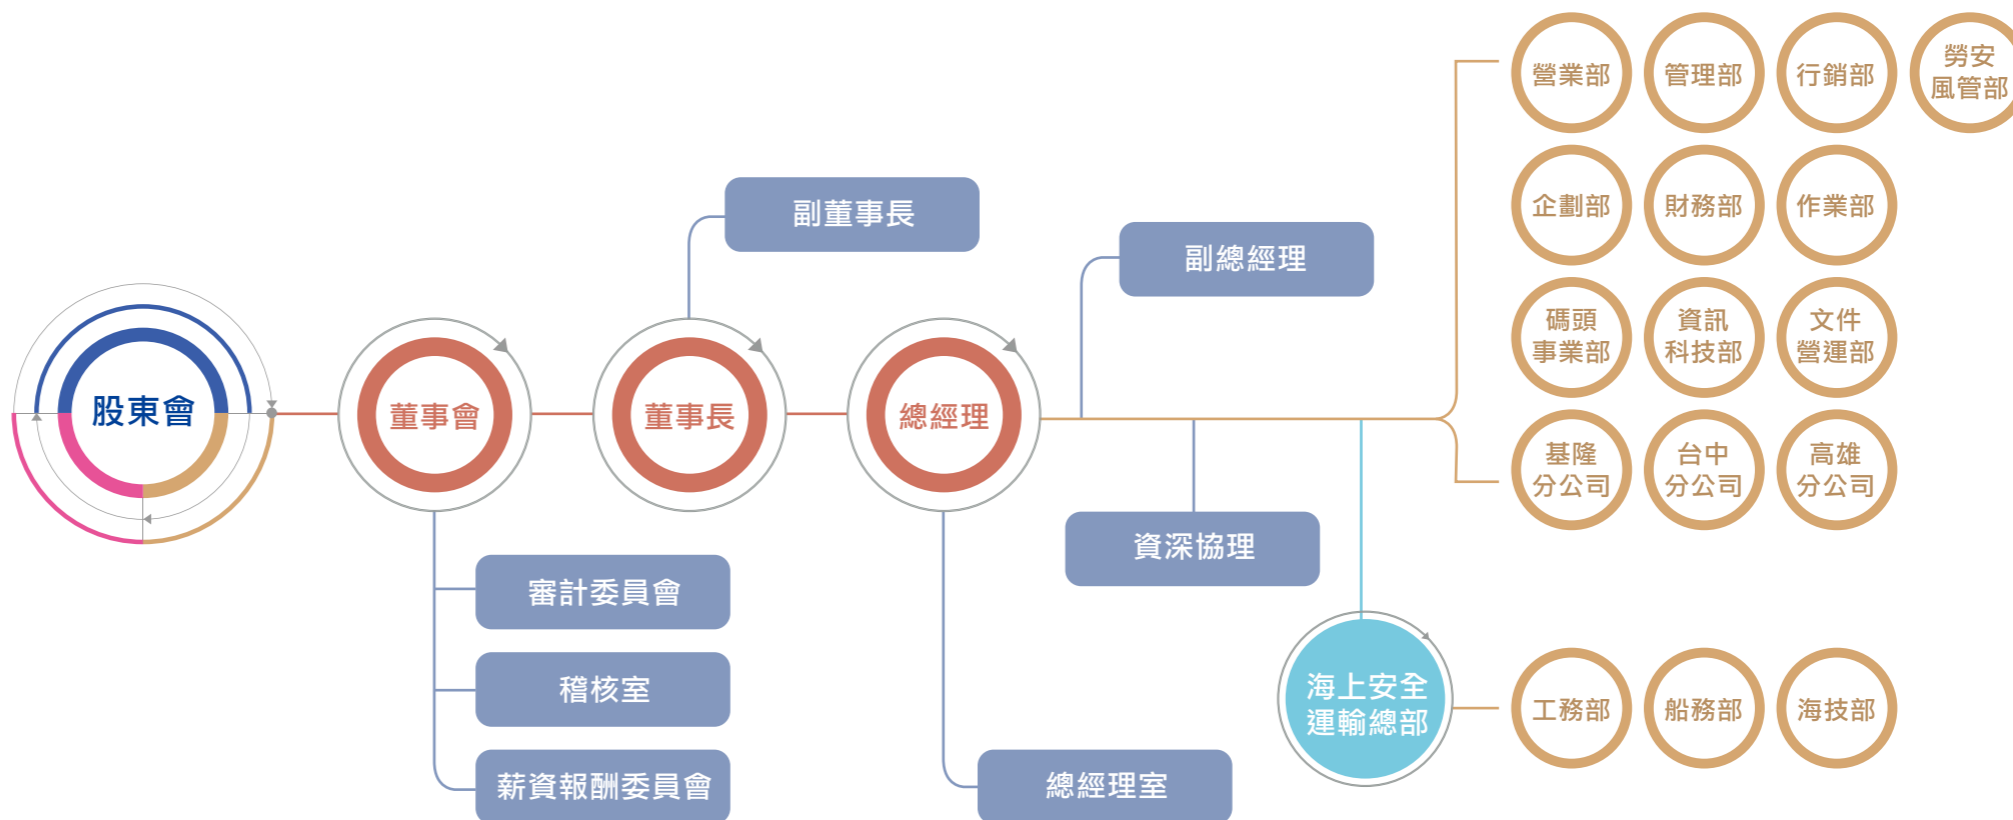 股東會
董事會
審計委員會
稽核室
薪資報酬委員會
董事長
副董事長
總經理
總經理室
副總經理
資深協理
營業部
管理部
行銷部
勞安
風管部
企劃部
財務部
作業部
碼頭
事業部
資訊
科技部
文件
營運部
基隆
分公司
台中
分公司
高雄
分公司
海上安全
運輸總部
工務部
船務部
海技部